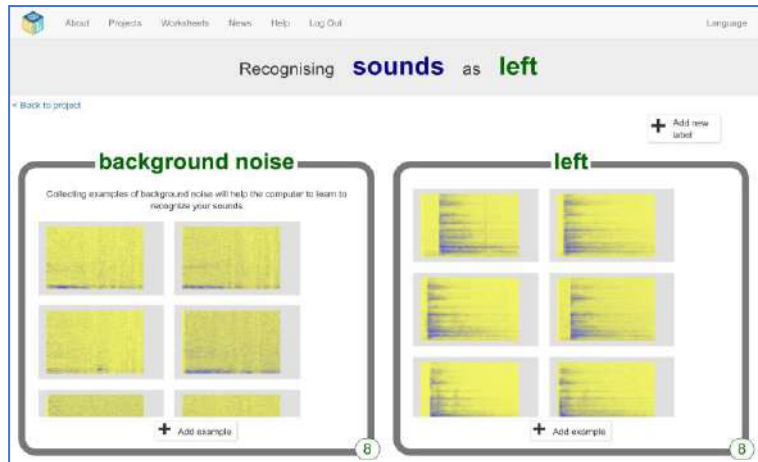 About Projects Worksheets News Help Log Out Language
Recognising sounds as left
< Back to project
Add new
label
background noise
Collecting examples of background noise will help the computer to learn to
recognize your sounds
Add example
8
left
Add example
8